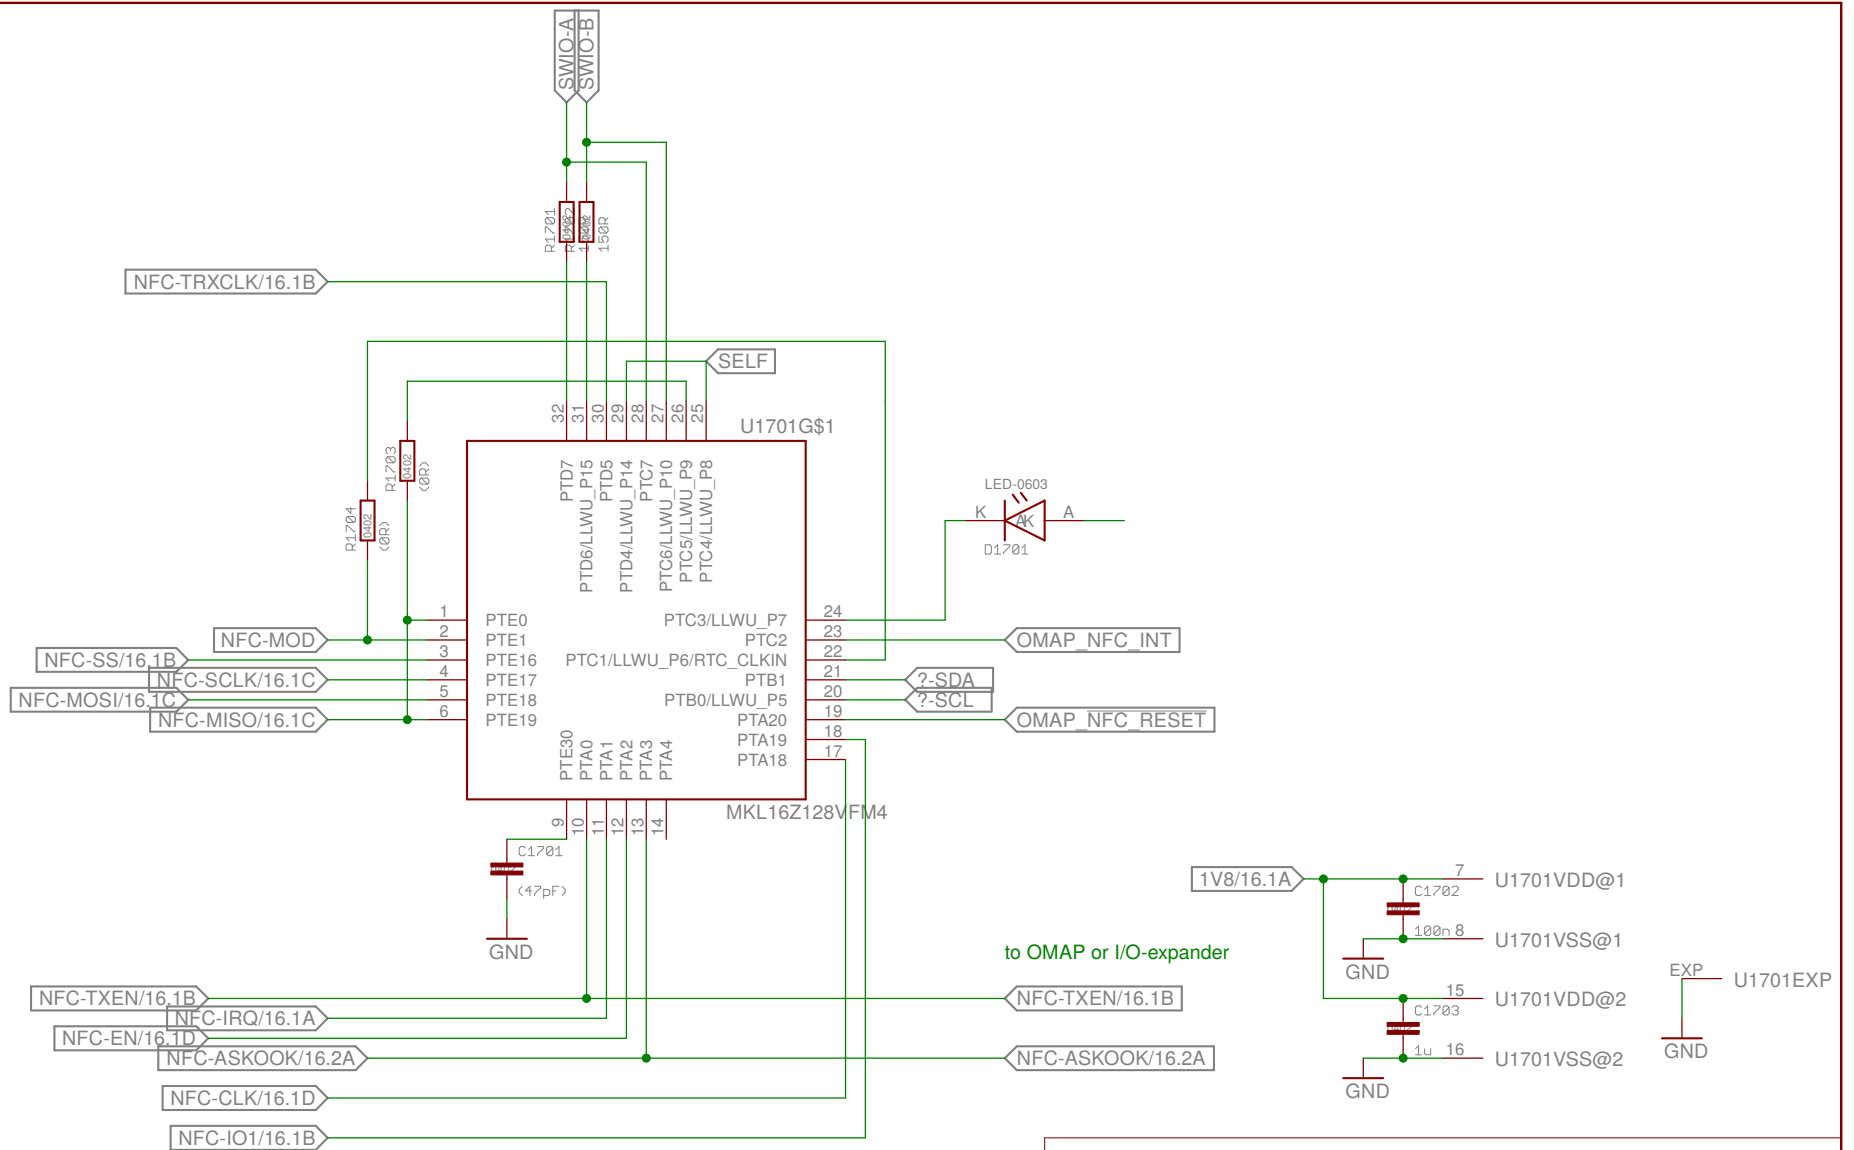 SWIO-A
SWIO-B
R1701
150R
NFC-TRXCLK/16.1B
SELF
32
31
30
29
28
27
26
25
U1701G$1
R1703
0402
(0R)
R1704
0402
(0R)
PTD7
PTD6/LLWU_P15
PTD5
PTD4/LLWU_P14
PTC7
PTC6/LLWU_P10
PTC5/LLWU_P9
PTC4/LLWU_P8
LED-0603
K
AK
A
D1701
1
PTE0
2
PTE1
3
PTE16
4
PTE17
5
PTE18
6
PTE19
PTC3/LLWU_P7
24
PTC2
23
PTC1/LLWU_P6/RTC_CLKIN
22
PTB1
21
PTB0/LLWU_P5
20
PTA20
19
PTA19
18
PTA18
17
NFC-MOD
NFC-SS/16.1B
NFC-SCLK/16.1C
NFC-MOSI/16.1C
NFC-MISO/16.1C
OMAP_NFC_INT
?-SDA
?-SCL
OMAP_NFC_RESET
PTE30
PTA0
PTA1
PTA2
PTA3
PTA4
MKL16Z128VFM4
9
10
11
12
13
14
C1701
(47pF)
GND
1V8/16.1A
7
U1701VDD@1
C1702
100n
8
U1701VSS@1
GND
to OMAP or I/O-expander
EXP
U1701EXP
GND
15
U1701VDD@2
C1703
1u
16
U1701VSS@2
GND
NFC-TXEN/16.1B
NFC-TXEN/16.1B
NFC-IRQ/16.1A
NFC-EN/16.1D
NFC-ASKOOK/16.2A
NFC-ASKOOK/16.2A
NFC-CLK/16.1D
NFC-IO1/16.1B